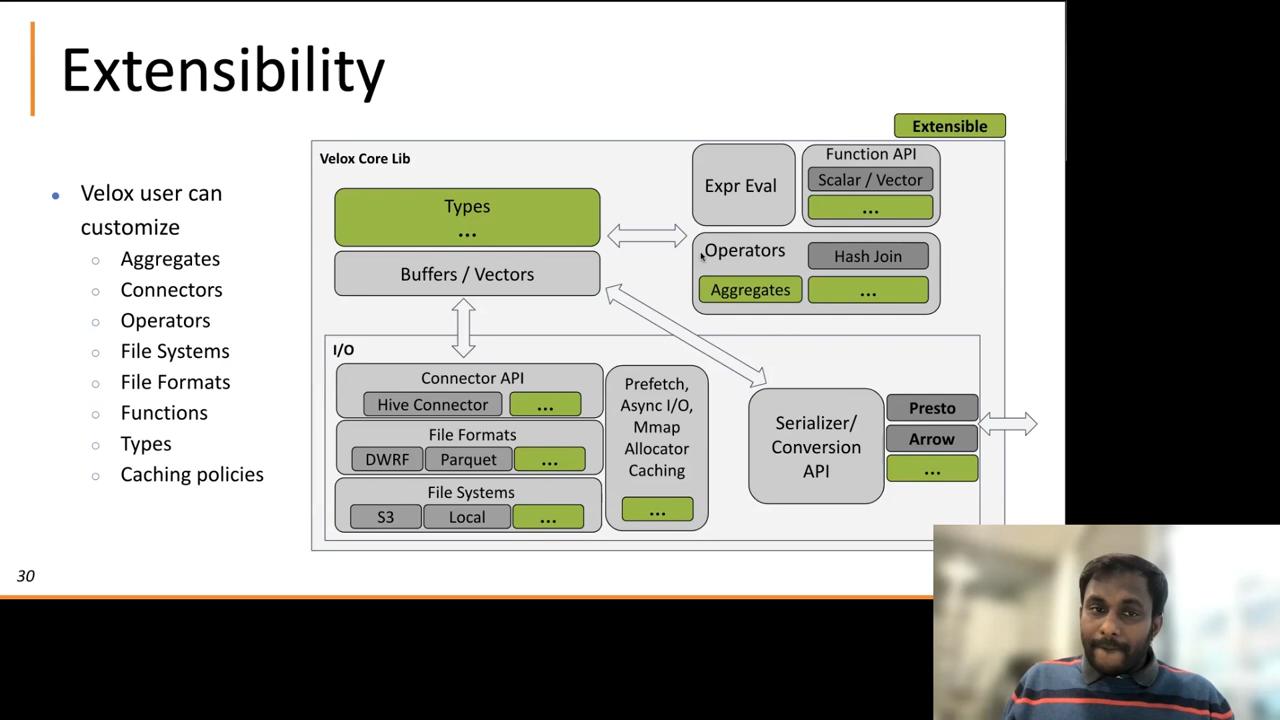 Extensibility
Extensible
Velox user can
customize
Aggregates
Connectors
Operators
File Systems
File Formats
Functions
Types
Caching policies
Velox Core Lib
Types
...
Buffers / Vectors
Expr Eval
Function API
Scalar / Vector
...
Operators
Hash Join
Aggregates
...
I/O
Connector API
Hive Connector
...
File Formats
DWRF
Parquet
...
File Systems
S3
Local
...
Prefetch,
Async I/O,
Mmap
Allocator
Caching
...
Serializer/
Conversion
API
Presto
Arrow
...
30